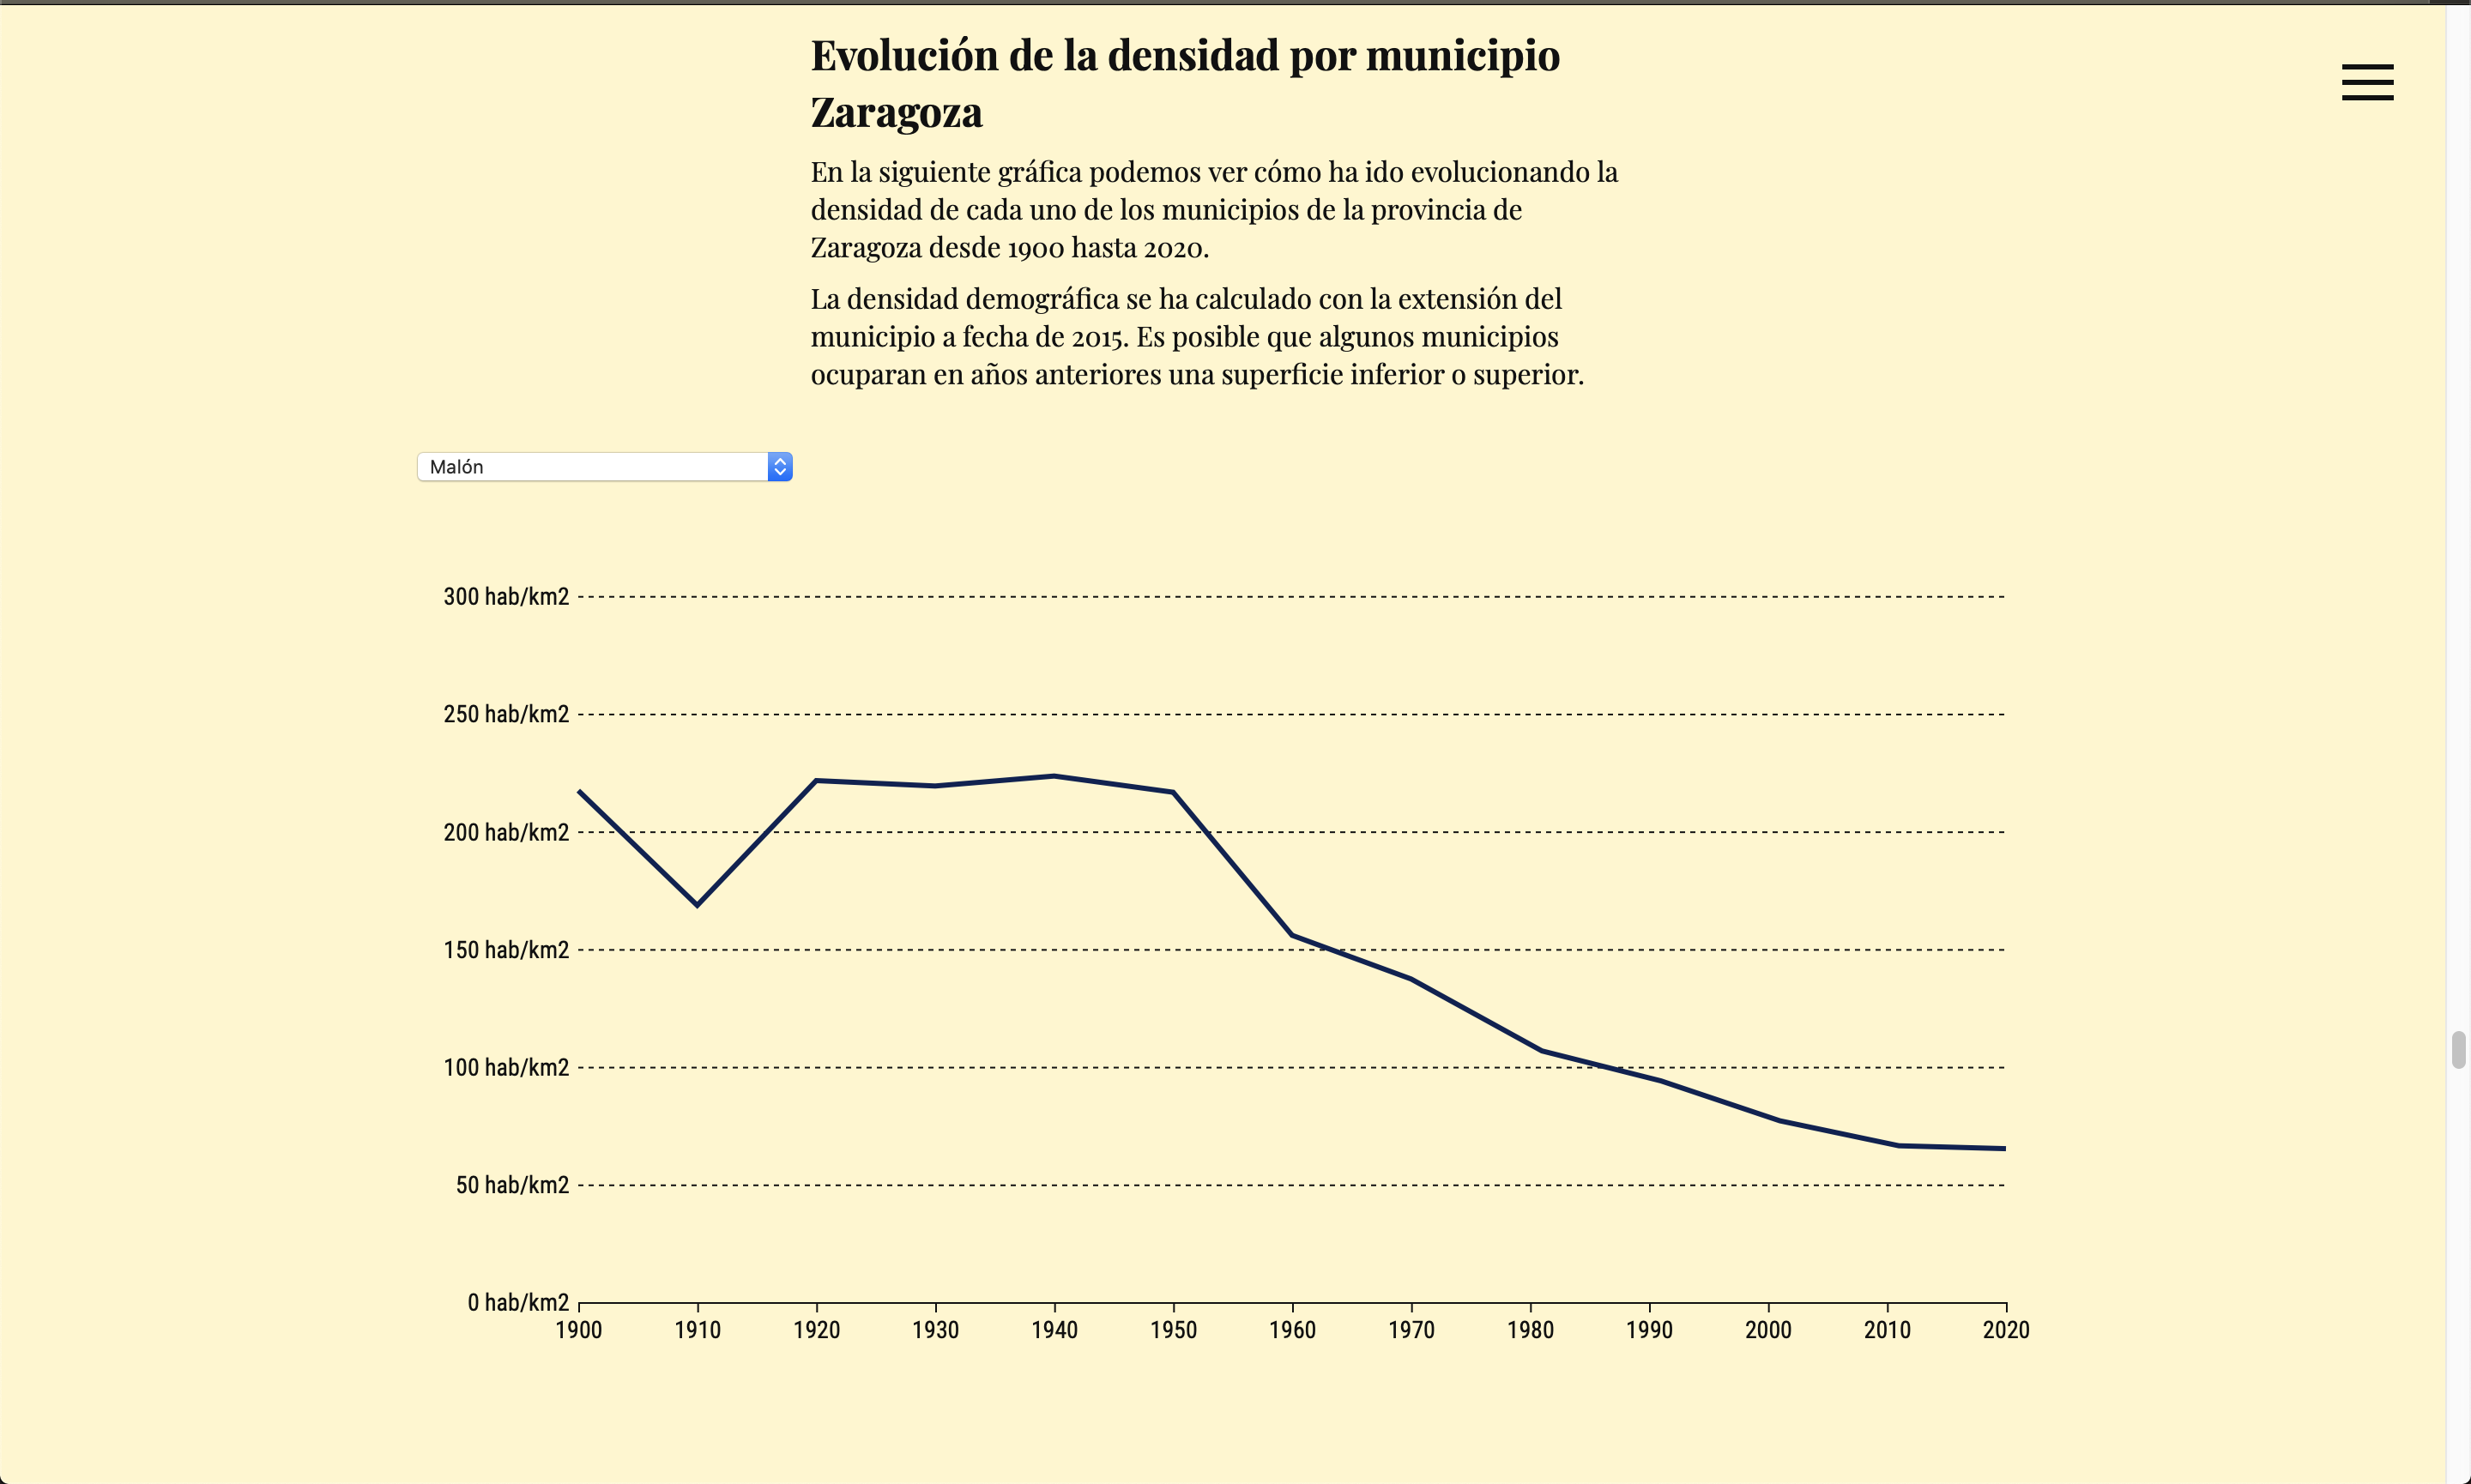 Evolución de la densidad por municipio
Zaragoza
En la siguiente gráfica podemos ver cómo ha ido evolucionando la
densidad de cada uno de los municipios de la provincia de
Zaragoza desde 1900 hasta 2020.
La densidad demográfica se ha calculado con la extensión del
municipio a fecha de 2015. Es posible que algunos municipios
ocuparan en años anteriores una superficie inferior o superior.
Malón
300 hab/km2
250 hab/km2
200 hab/km2
150 hab/km2
100 hab/km2
50 hab/km2
0 hab/km2
1900 1910 1920 1930 1940 1950 1960 1970 1980 1990 2000 2010 2020